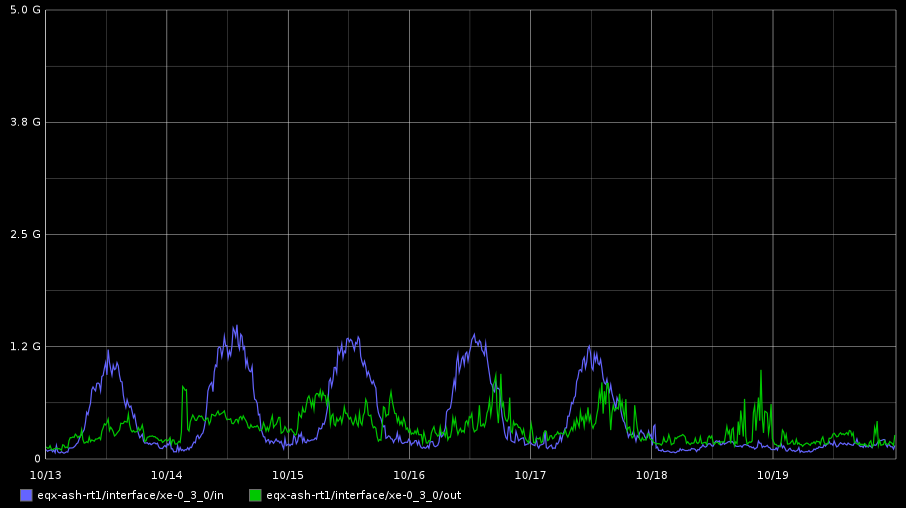 5.0 G
3.8 G
2.5 G
1.2 G
0
10/13 10/14 10/15 10/16 10/17 10/18 10/19
eqx-ash-rt1/interface/xe-0_3_0/in eqx-ash-rt1/interface/xe-0_3_0/out